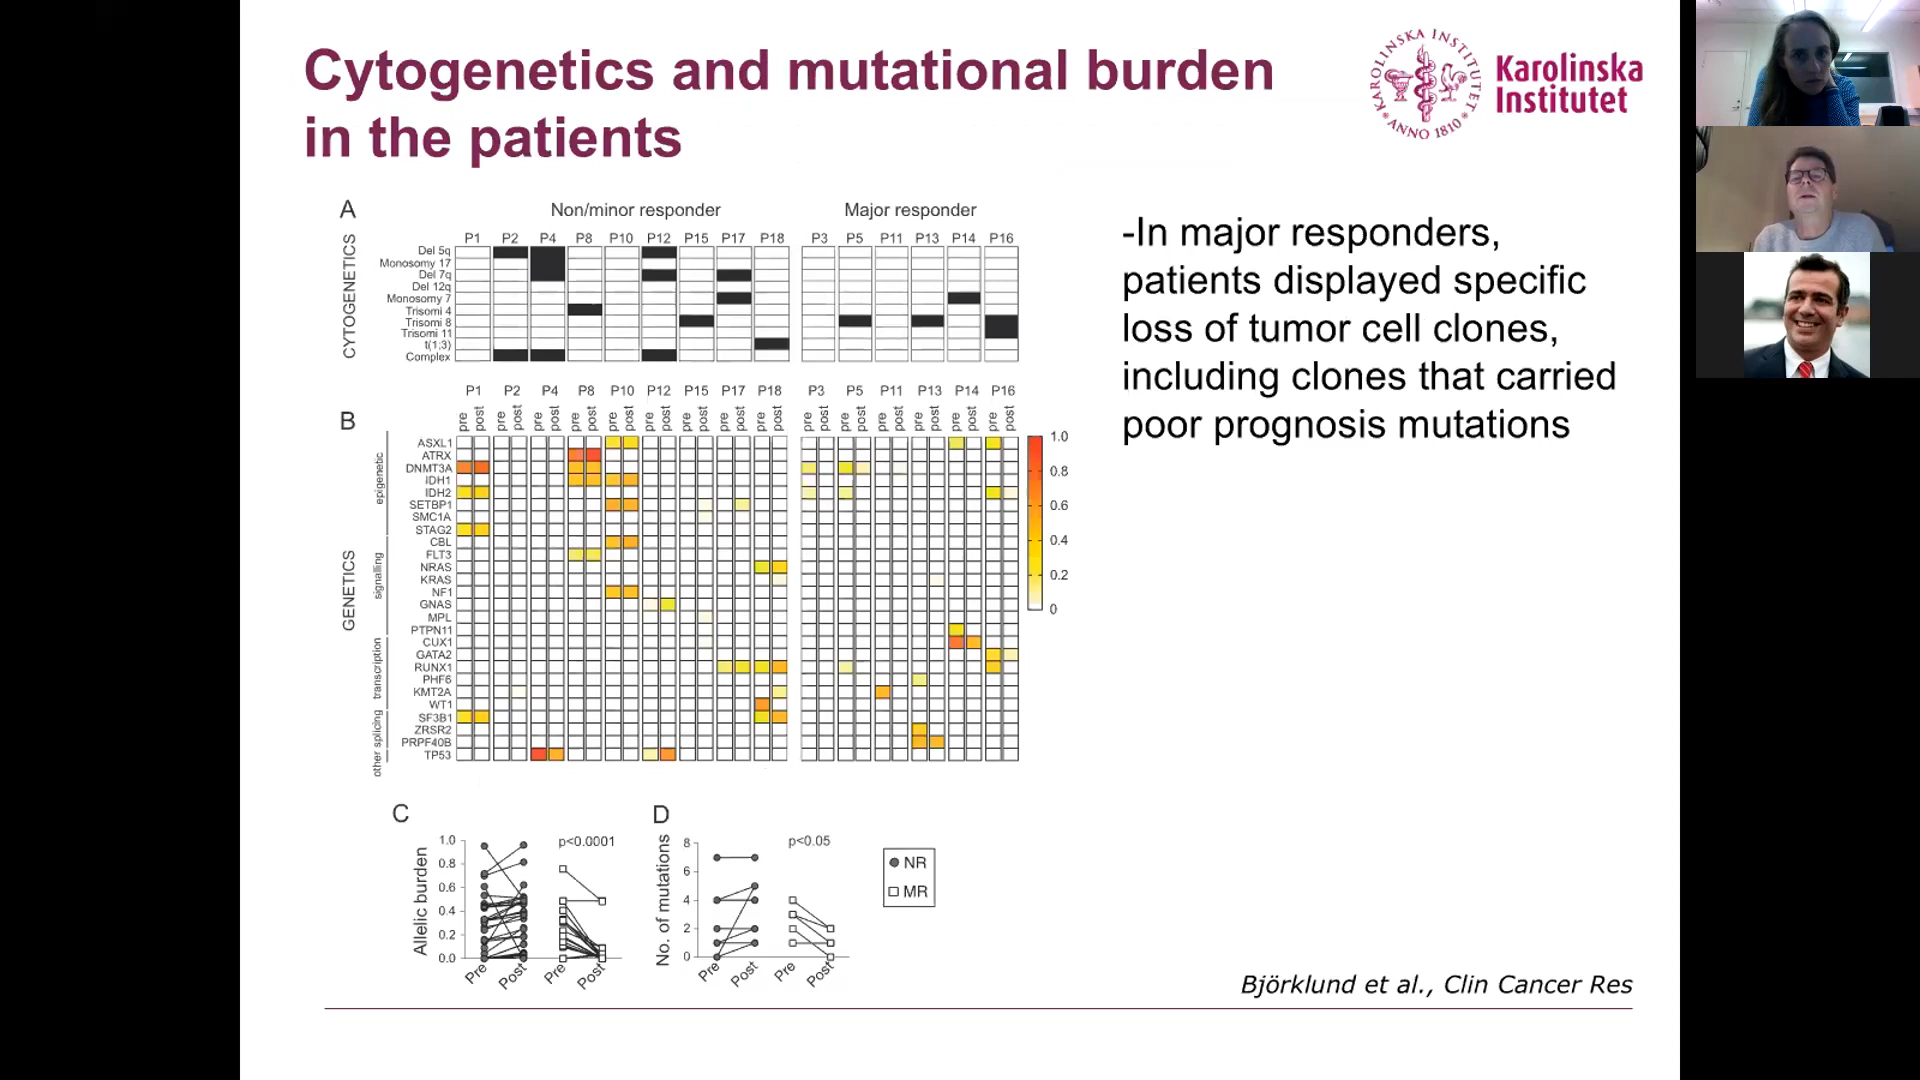 Cytogenetics and mutational burden
in the patients
KAROLINSKA INSTITUTET
ANNO 1810
Karolinska
Institutet
A
Non/minor responder
Major responder
P1 P2 P4 P8 P10 P12 P15 P17 P18 P3 P5 P11 P13 P14 P16
CYTOGENETICS
Del 5q
Monosomy 17
Del 7q
Del 12q
Monosomy 7
Trisomi 4
Trisomi 8
Trisomi 11
t(1;3)
Complex
P1 P2 P4 P8 P10 P12 P15 P17 P18 P3 P5 P11 P13 P14 P16
B
pre post pre post pre post pre post pre post pre post pre post pre post pre post pre post pre post pre post pre post pre post pre post
GENETICS
epigenetic
signalling
transcription
splicing
other
ASXL1
ATRX
DNMT3A
IDH1
IDH2
SETBP1
SMC1A
STAG2
CBL
FLT3
NRAS
KRAS
NF1
GNAS
MPL
PTPN11
CUX1
GATA2
RUNX1
PHF6
KMT2A
WT1
SF3B1
ZRSR2
PRPF40B
TP53
1.0
0.8
0.6
0.4
0.2
0
-In major responders,
patients displayed specific
loss of tumor cell clones,
including clones that carried
poor prognosis mutations
C
Allelic burden
1.0
0.8
0.6
0.4
0.2
0.0
p<0.0001
Pre Post Pre Post
D
No. of mutations
8
6
4
2
0
p<0.05
Pre Post Pre Post
NR
MR
Björklund et al., Clin Cancer Res